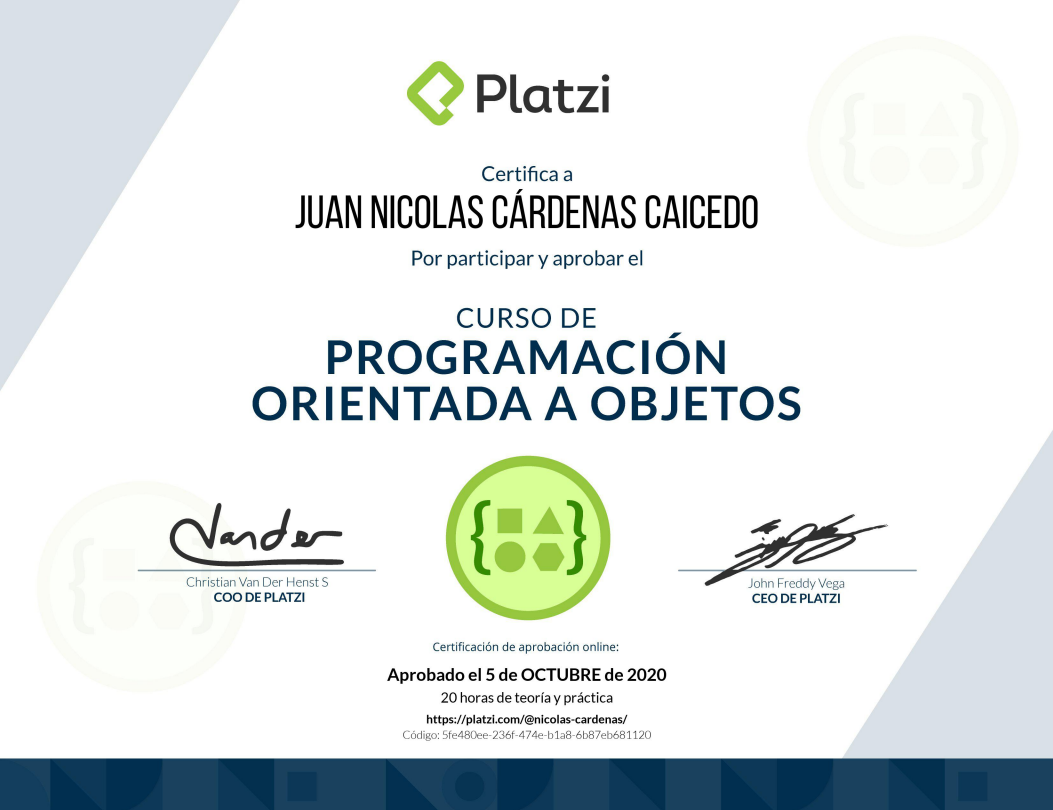 Platzi
Certifica a
JUAN NICOLAS CÁRDENAS CAICEDO
Por participar y aprobar el
CURSO DE
PROGRAMACIÓN
ORIENTADA A OBJETOS
Vander
Christian Van Der Henst S
COO DE PLATZI
John Freddy Vega
CEO DE PLATZI
Certificación de aprobación online:
Aprobado el 5 de OCTUBRE de 2020
20 horas de teoría y práctica
https://platzi.com/@nicolas-cardenas/
Código: 5fe480ee-236f-474e-b1a8-6b87eb681120